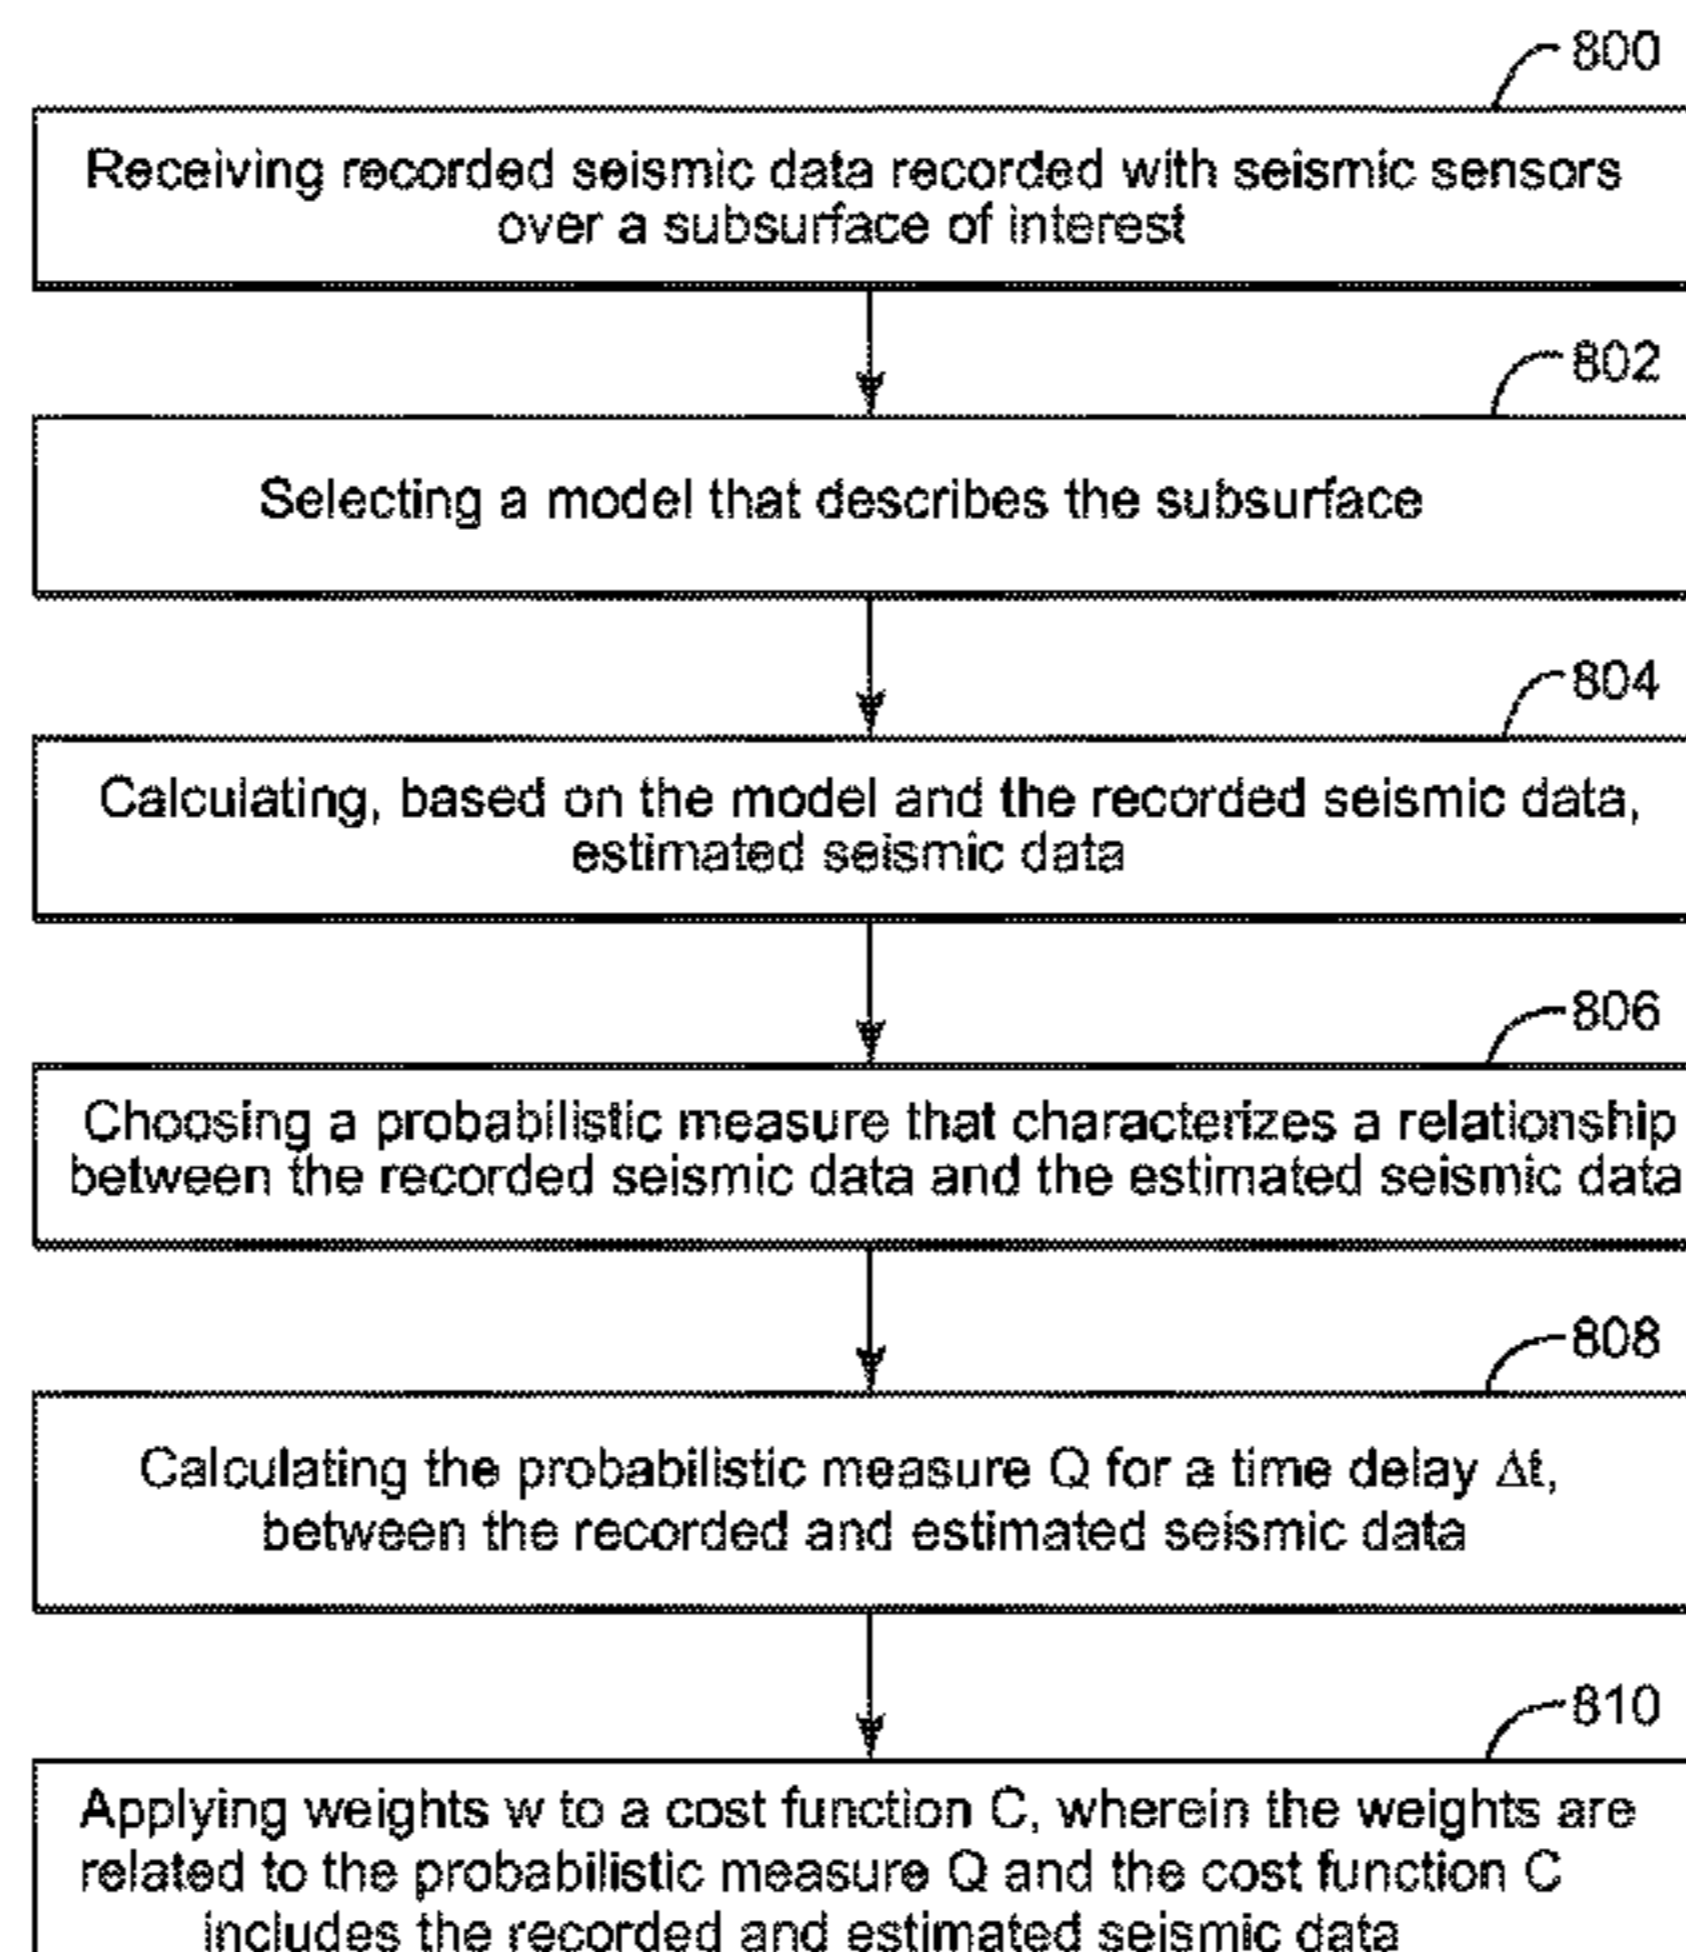 800
Receiving recorded seismic data recorded with seismic sensors
over a subsurface of interest
802
Selecting a model that describes the subsurface
804
Calculating, based on the model and the recorded seismic data,
estimated seismic data
806
Choosing a probabilistic measure that characterizes a relationship
between the recorded seismic data and the estimated seismic data
808
Calculating the probabilistic measure Q for a time delay Δt,
between the recorded and estimated seismic data
810
Applying weights w to a cost function C, wherein the weights are
related to the probabilistic measure Q and the cost function C
includes the recorded and estimated seismic data